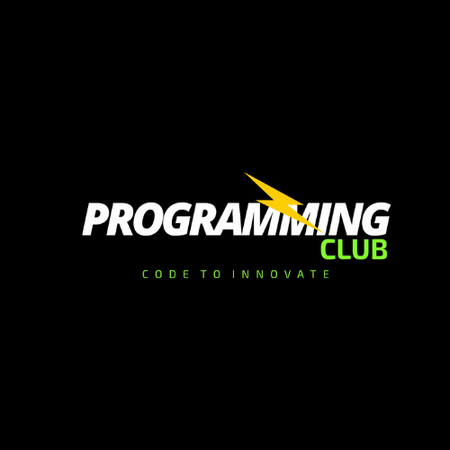 PROGRAMMING
CLUB
CODE TO INNOVATE